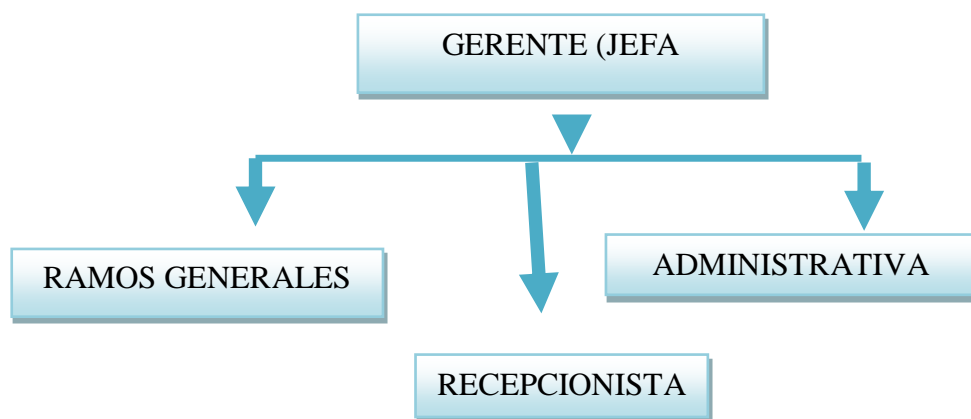 GERENTE (JEFA
RAMOS GENERALES
ADMINISTRATIVA
RECEPCIONISTA